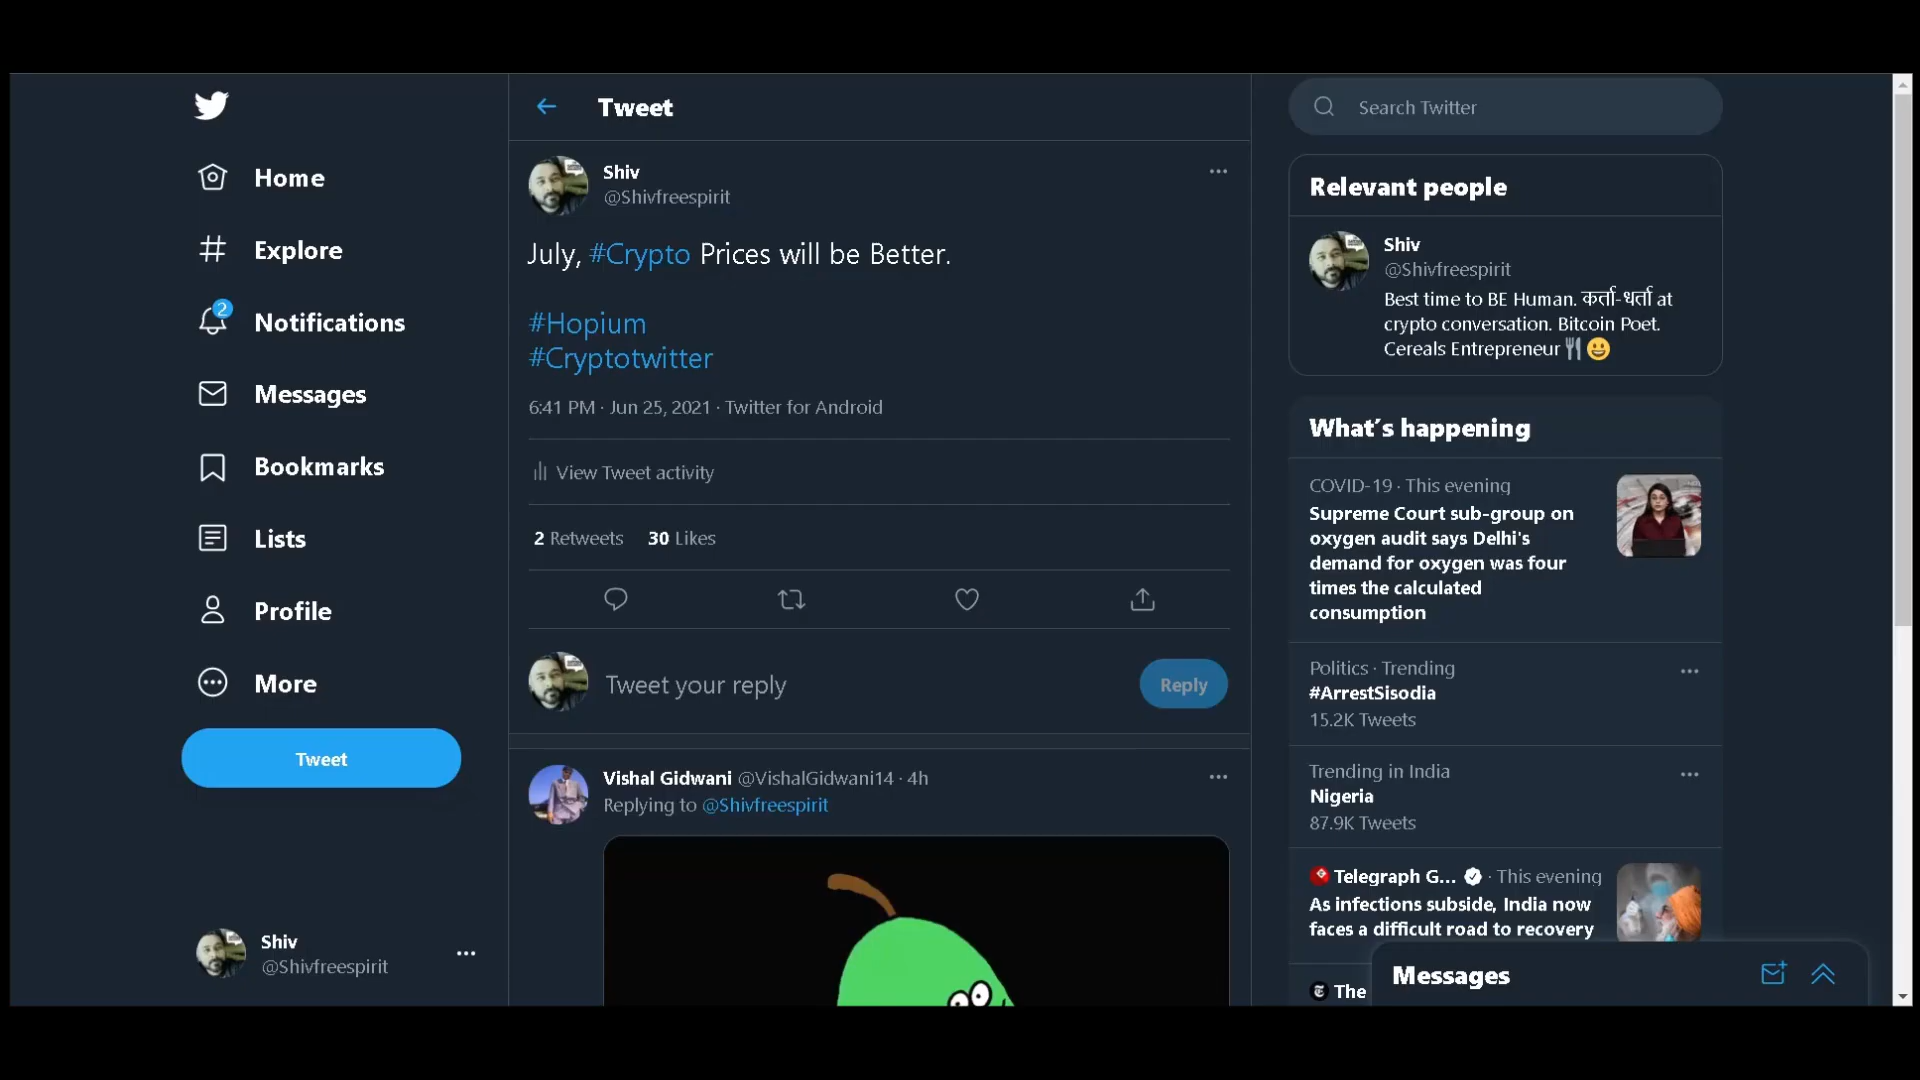 Home
Explore
2
Notifications
Messages
Bookmarks
Lists
Profile
More
Tweet
Shiv
@Shivfreespirit
Tweet
Shiv
@Shivfreespirit
July, #Crypto Prices will be Better.
#Hopium
#Cryptotwitter
6:41 PM · Jun 25, 2021 · Twitter for Android
View Tweet activity
2 Retweets 30 Likes
Tweet your reply
Reply
Vishal Gidwani @VishalGidwani14 · 4h
Replying to @Shivfreespirit
Search Twitter
Relevant people
Shiv
@Shivfreespirit
Best time to BE Human. कर्ता-धर्ता at
crypto conversation. Bitcoin Poet.
Cereals Entrepreneur
What's happening
COVID-19 · This evening
Supreme Court sub-group on
oxygen audit says Delhi's
demand for oxygen was four
times the calculated
consumption
Politics · Trending
#ArrestSisodia
15.2K Tweets
Trending in India
Nigeria
87.9K Tweets
Telegraph G... · This evening
As infections subside, India now
faces a difficult road to recovery
The
Messages